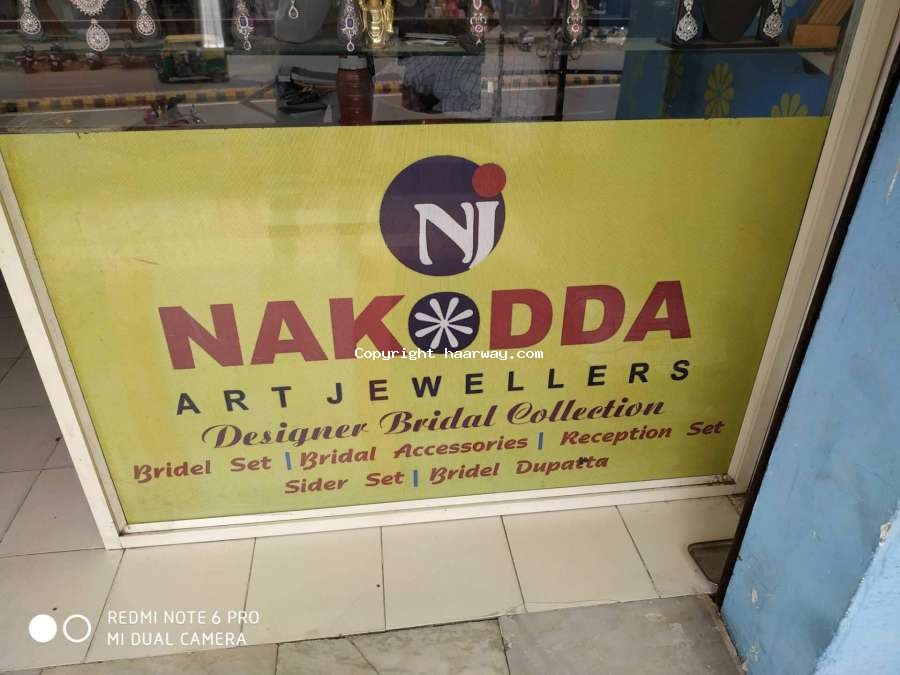 NJ
NAKODDA
Copyright haarway.com
ART JEWELLERS
Designer Bridal Collection
Bridel Set | Bridal Accessories | Reception Set
Sider Set | Bridel Dupatta
REDMI NOTE 6 PRO
MI DUAL CAMERA